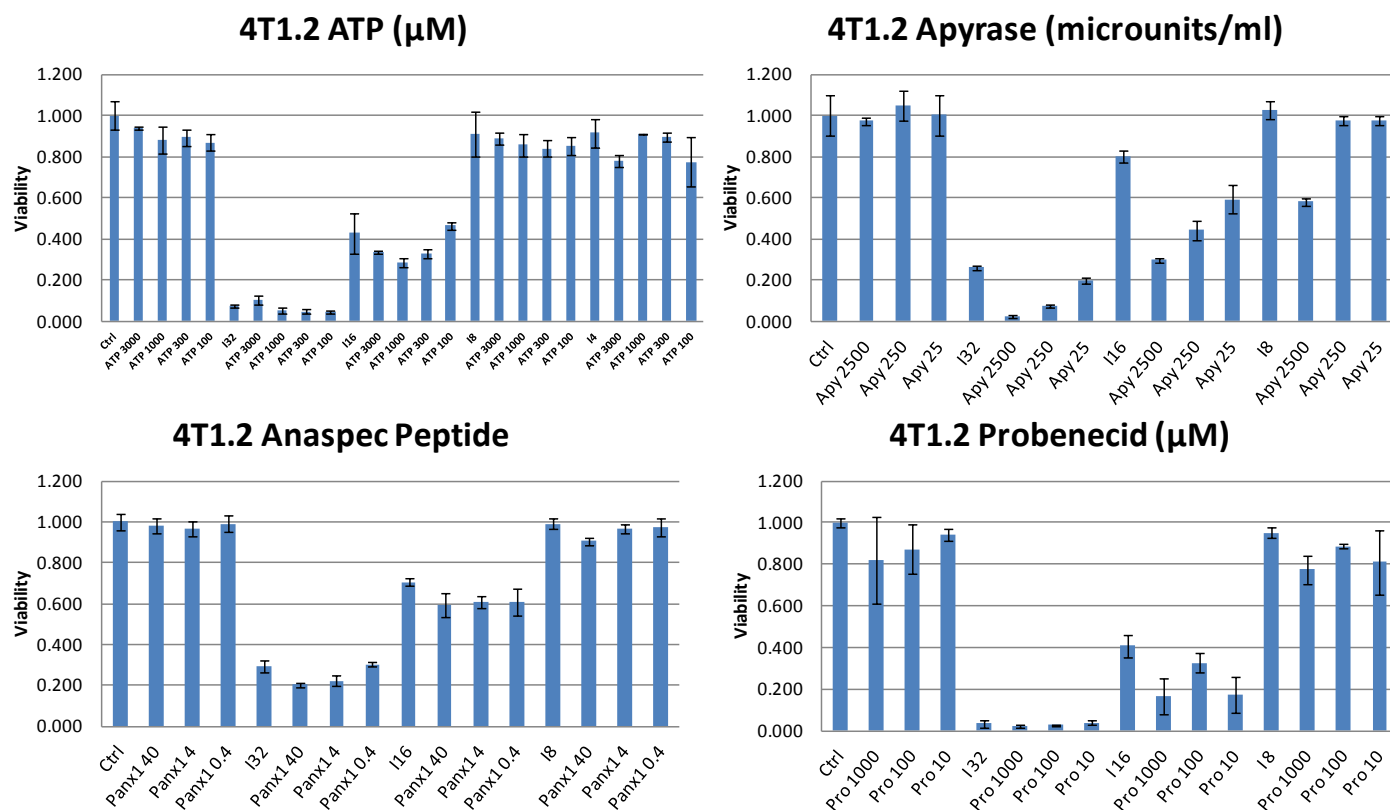 4T1.2 ATP (µM)
1.200
1.000
0.800
0.600
0.400
0.200
0.000
Viability
Ctrl
ATP 3000
ATP 1000
ATP 300
ATP 100
I32
ATP 3000
ATP 1000
ATP 300
ATP 100
I16
ATP 3000
ATP 1000
ATP 300
ATP 100
I8
ATP 3000
ATP 1000
ATP 300
ATP 100
I4
ATP 3000
ATP 1000
ATP 300
ATP 100
4T1.2 Apyrase (microunits/ml)
1.200
1.000
0.800
0.600
0.400
0.200
0.000
Viability
Ctrl
Apy 2500
Apy 250
Apy 25
I32
Apy 2500
Apy 250
Apy 25
I16
Apy 2500
Apy 250
Apy 25
I8
Apy 2500
Apy 250
Apy 25
4T1.2 Anaspec Peptide
1.200
1.000
0.800
0.600
0.400
0.200
0.000
Viability
Ctrl
Panx1 40
Panx1 4
Panx1 0.4
I32
Panx1 40
Panx1 4
Panx1 0.4
I16
Panx1 40
Panx1 4
Panx1 0.4
I8
Panx1 40
Panx1 4
Panx1 0.4
4T1.2 Probenecid (µM)
1.200
1.000
0.800
0.600
0.400
0.200
0.000
Viability
Ctrl
Pro 1000
Pro 100
Pro 10
I32
Pro 1000
Pro 100
Pro 10
I16
Pro 1000
Pro 100
Pro 10
I8
Pro 1000
Pro 100
Pro 10